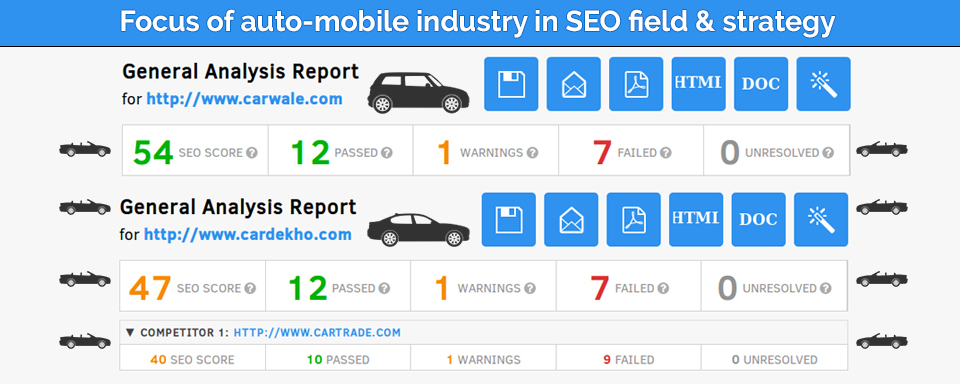 Focus of auto-mobile industry in SEO field & strategy
General Analysis Report
for http://www.carwale.com
HTML DOC
54 SEO SCORE ? 12 PASSED ? 1 WARNINGS ? 7 FAILED ? 0 UNRESOLVED ?
General Analysis Report
for http://www.cardekho.com
HTML DOC
47 SEO SCORE ? 12 PASSED ? 1 WARNINGS ? 7 FAILED ? 0 UNRESOLVED ?
▼ COMPETITOR 1: HTTP://WWW.CARTRADE.COM
40 SEO SCORE 10 PASSED 1 WARNINGS 9 FAILED 0 UNRESOLVED